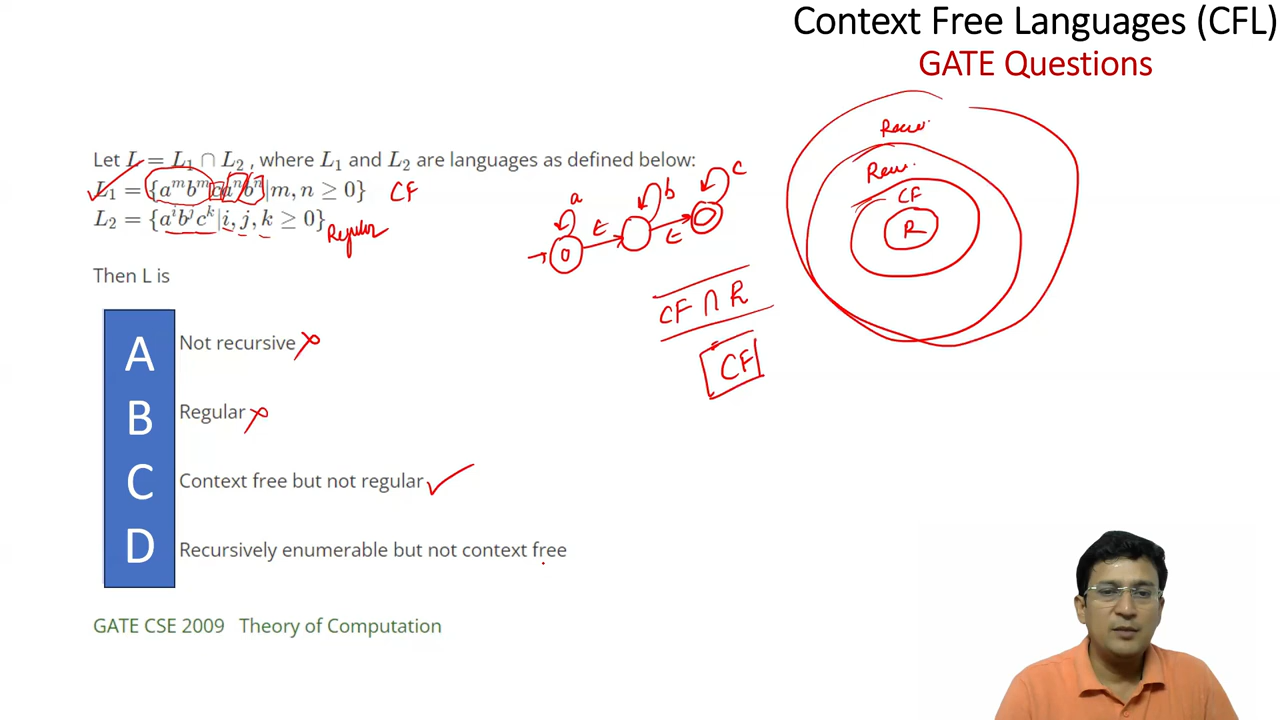 Context Free Languages (CFL)
GATE Questions
Let L = L₁ ∩ L₂ , where L₁ and L₂ are languages as defined below:
L₁ = {aᵐbᵐcaⁿbⁿ|m, n ≥ 0} CF
L₂ = {aⁱbʲcᵏ|i, j, k ≥ 0} Regular
Then L is
A Not recursive
B Regular
C Context free but not regular
D Recursively enumerable but not context free
GATE CSE 2009 Theory of Computation
a b c
ε ε
CF ∩ R
CF
CF
R